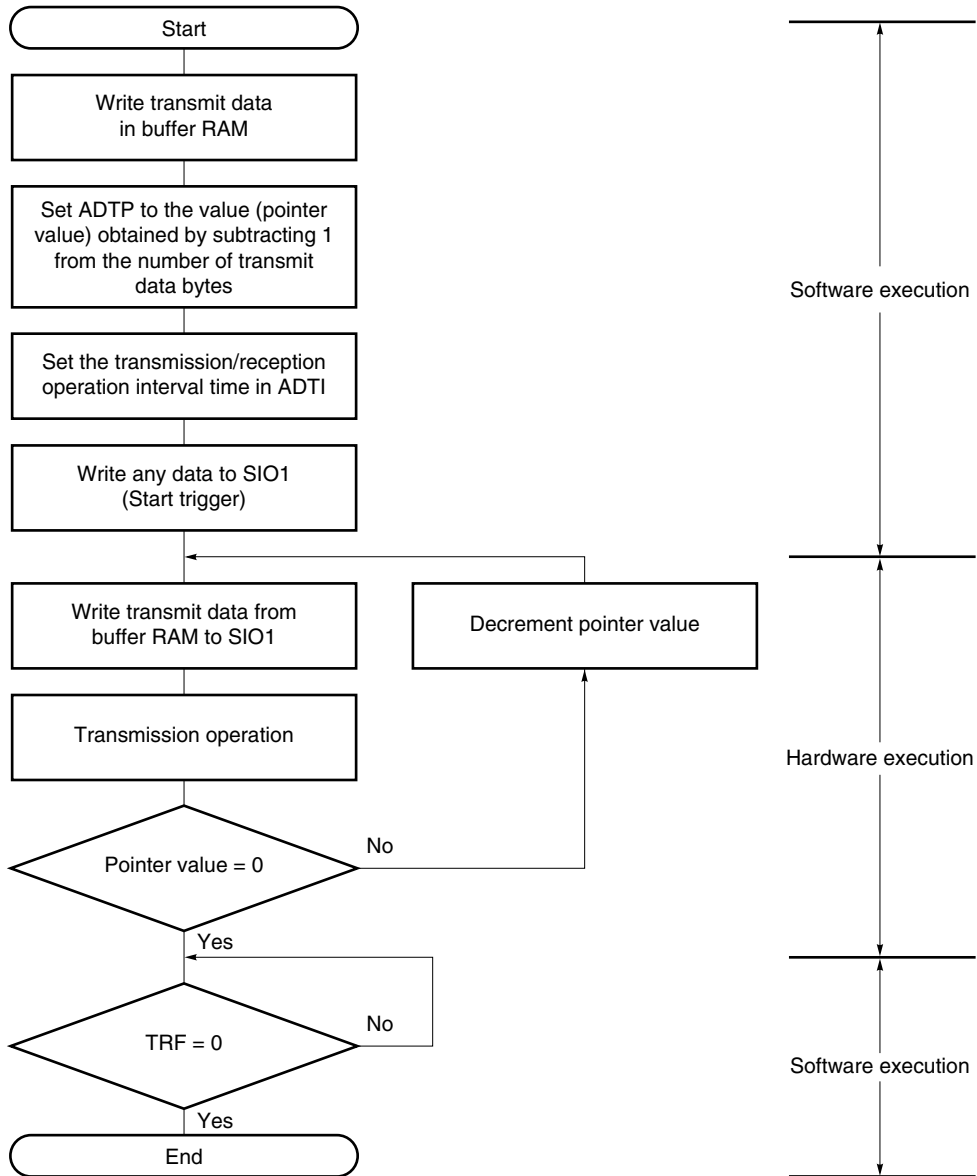 Start
Write transmit data
in buffer RAM
Set ADTP to the value (pointer
value) obtained by subtracting 1
from the number of transmit
data bytes
Software execution
Set the transmission/reception
operation interval time in ADTI
Write any data to SIO1
(Start trigger)
Write transmit data from
buffer RAM to SIO1
Decrement pointer value
Transmission operation
Hardware execution
Pointer value = 0
No
Yes
TRF = 0
No
Software execution
Yes
End